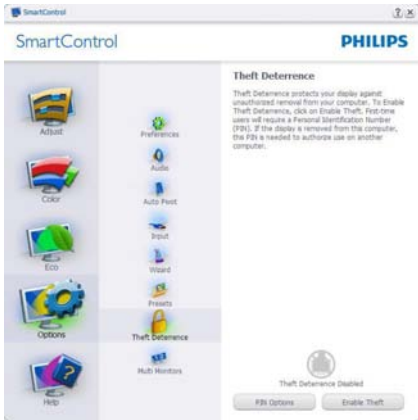 SmartControl
SmartControl
PHILIPS
Adjust
Color
Eco
Options
Help
Preferences
Audio
Auto Pivot
Input
Wizard
Presets
Theft Deterrence
Multi Monitors
Theft Deterrence
Theft Deterrence protects your display against
unauthorized removal from your computer. To Enable
Theft Deterrence, click on Enable Theft. First-time
users will require a Personal Identification Number
(PIN). If the display is removed from this computer,
this PIN is needed to authorize use on another
computer.
Theft Deterrence Disabled
PIN Options
Enable Theft